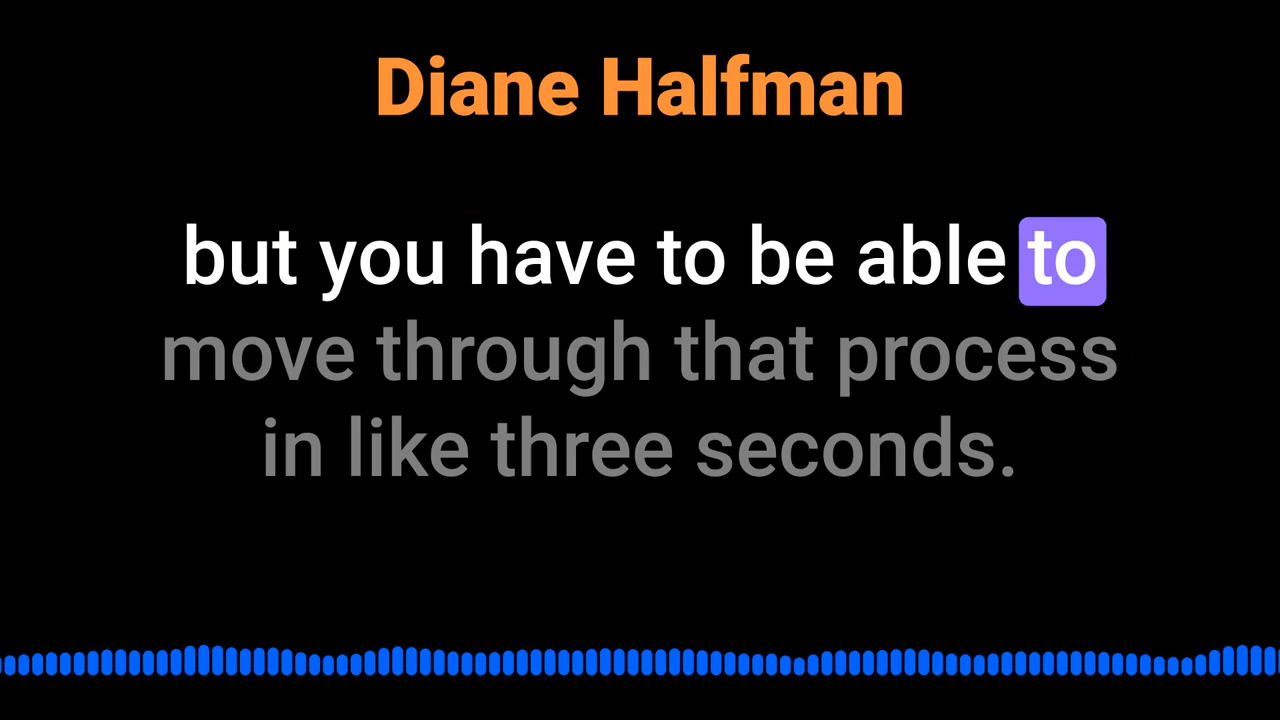 Diane Halfman
but you have to be able to
move through that process
in like three seconds.